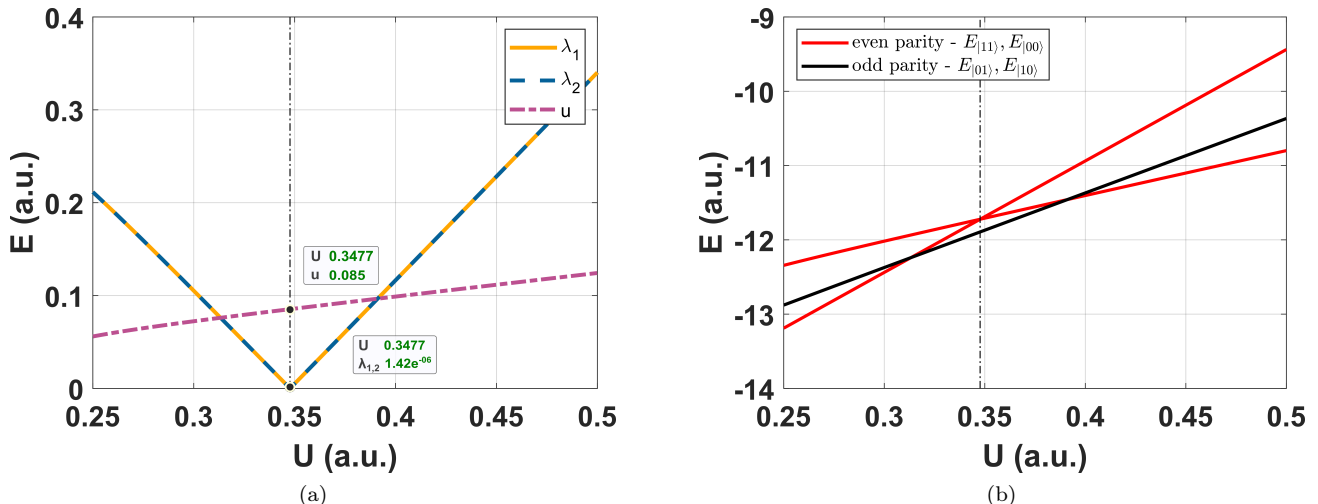 0.4
0.3
0.2
0.1
0
E (a.u.)
λ₁
λ₂
u
U 0.3477
u 0.085
U 0.3477
λ₁,₂ 1.42e⁻⁰⁶
0.25 0.3 0.35 0.4 0.45 0.5
U (a.u.)
(a)
-9
-10
-11
-12
-13
-14
E (a.u.)
even parity - E|11⟩, E|00⟩
odd parity - E|01⟩, E|10⟩
0.25 0.3 0.35 0.4 0.45 0.5
U (a.u.)
(b)